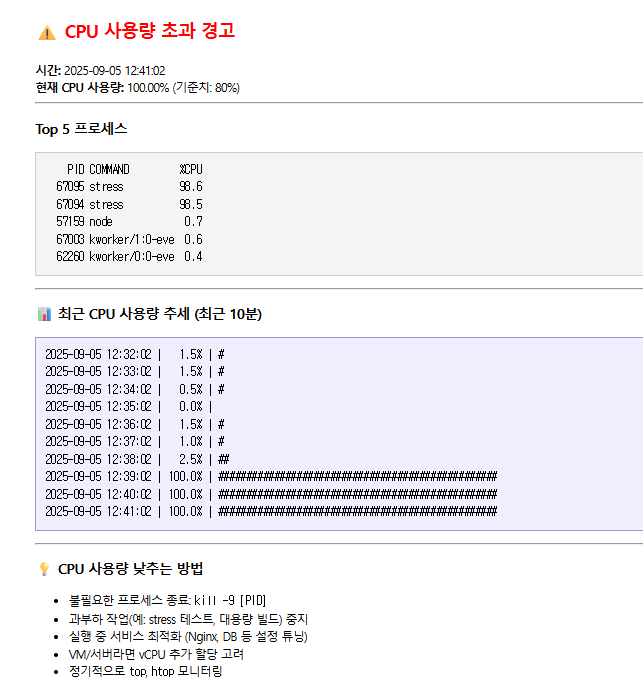 ⚠️ CPU 사용량 초과 경고
시간: 2025-09-05 12:41:02
현재 CPU 사용량: 100.00% (기준치: 80%)
Top 5 프로세스
PID COMMAND %CPU
67095 stress 98.6
67094 stress 98.5
57159 node 0.7
67003 kworker/1:0-eve 0.6
62260 kworker/0:0-eve 0.4
📊 최근 CPU 사용량 추세 (최근 10분)
2025-09-05 12:32:02 | 1.5% | #
2025-09-05 12:33:02 | 1.5% | #
2025-09-05 12:34:02 | 0.5% | #
2025-09-05 12:35:02 | 0.0% |
2025-09-05 12:36:02 | 1.5% | #
2025-09-05 12:37:02 | 1.0% | #
2025-09-05 12:38:02 | 2.5% | ##
2025-09-05 12:39:02 | 100.0% | ##################################################
2025-09-05 12:40:02 | 100.0% | ##################################################
2025-09-05 12:41:02 | 100.0% | ##################################################
💡 CPU 사용량 낮추는 방법
• 불필요한 프로세스 종료: kill -9 [PID]
• 과부하 작업(예: stress 테스트, 대용량 빌드) 중지
• 실행 중 서비스 최적화 (Nginx, DB 등 설정 튜닝)
• VM/서버라면 vCPU 추가 할당 고려
• 정기적으로 top, htop 모니터링